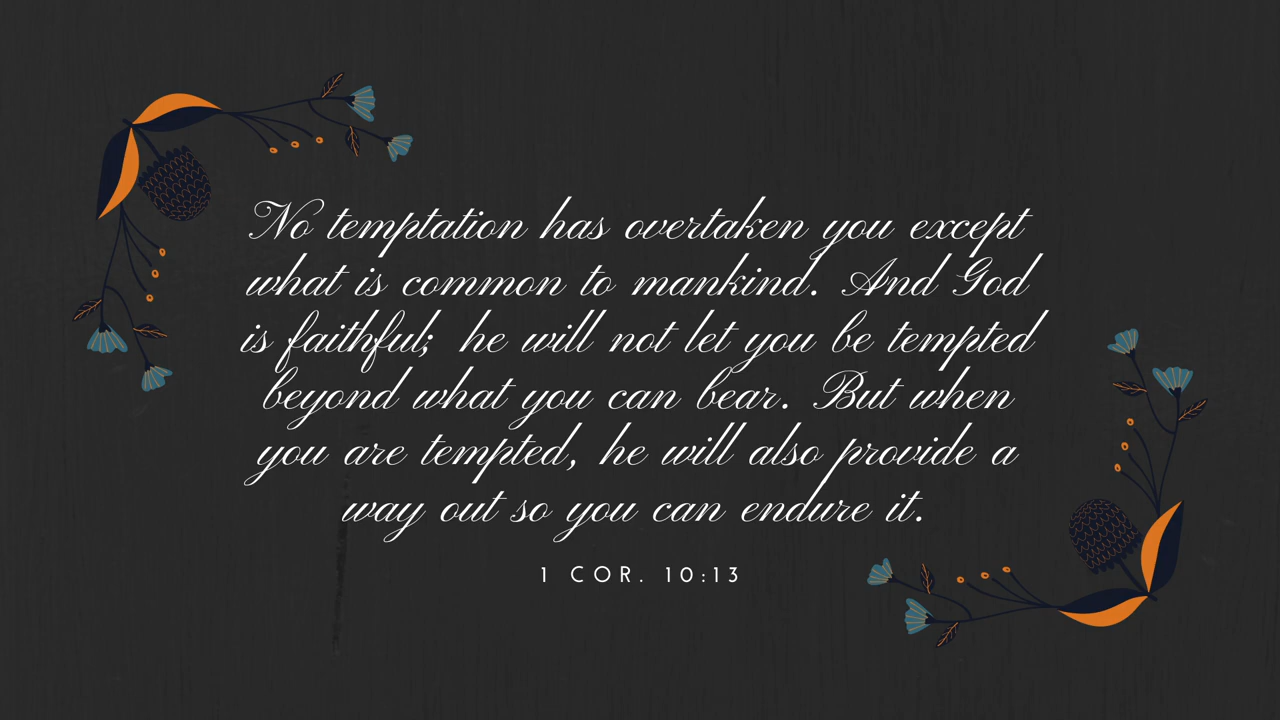 No temptation has overtaken you except
what is common to mankind. And God
is faithful; he will not let you be tempted
beyond what you can bear. But when
you are tempted, he will also provide a
way out so you can endure it.
1 COR. 10:13